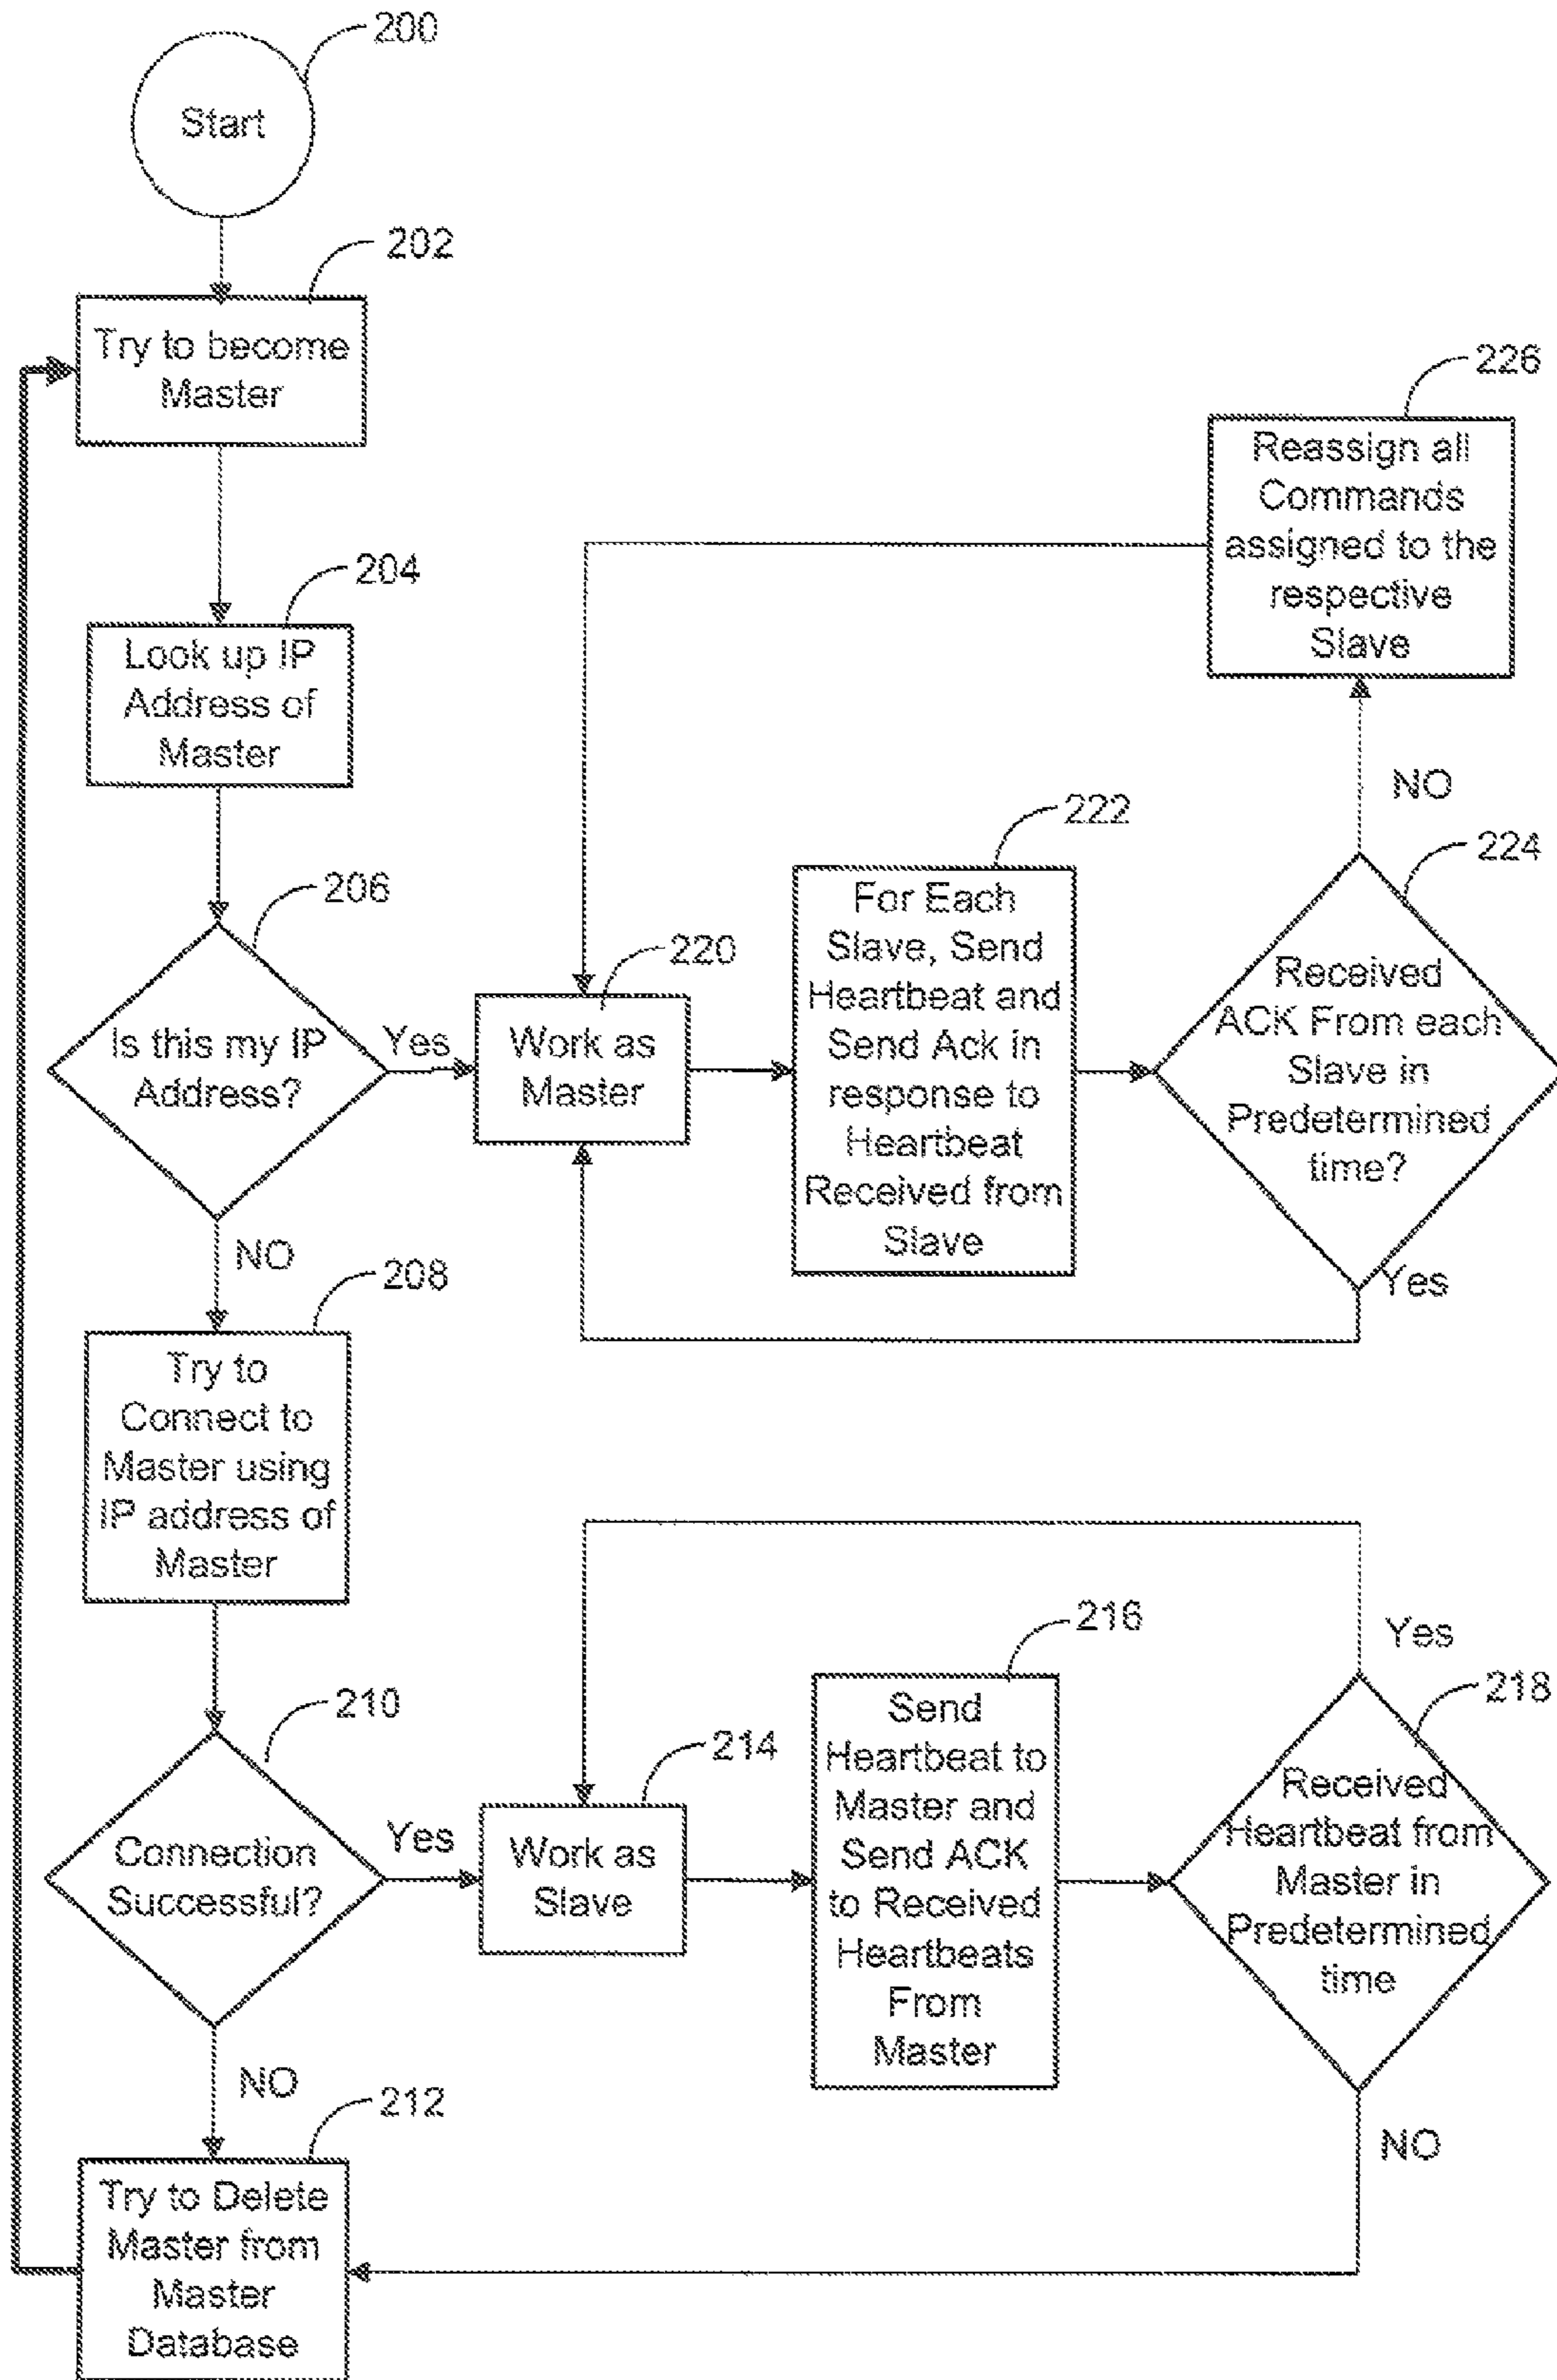 200
Start
202
Try to become
Master
204
Look up IP
Address of
Master
206
Is this my IP
Address?
Yes
NO
208
Try to
Connect to
Master using
IP address of
Master
210
Connection
Successful?
Yes
NO
212
Try to Delete
Master from
Master
Database
214
Work as
Slave
216
Send
Heartbeat to
Master and
Send ACK
to Received
Heartbeats
From
Master
218
Received
Heartbeat from
Master in
Predetermined
time
Yes
NO
220
Work as
Master
222
For Each
Slave, Send
Heartbeat and
Send Ack in
response to
Heartbeat
Received from
Slave
224
Received
ACK From each
Slave in
Predetermined
time?
NO
Yes
226
Reassign all
Commands
assigned to the
respective
Slave